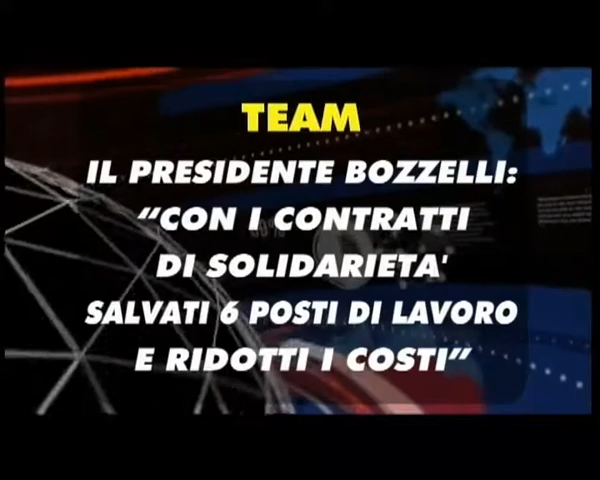 TEAM
IL PRESIDENTE BOZZELLI:
“CON I CONTRATTI
DI SOLIDARIETA'
SALVATI 6 POSTI DI LAVORO
E RIDOTTI I COSTI”